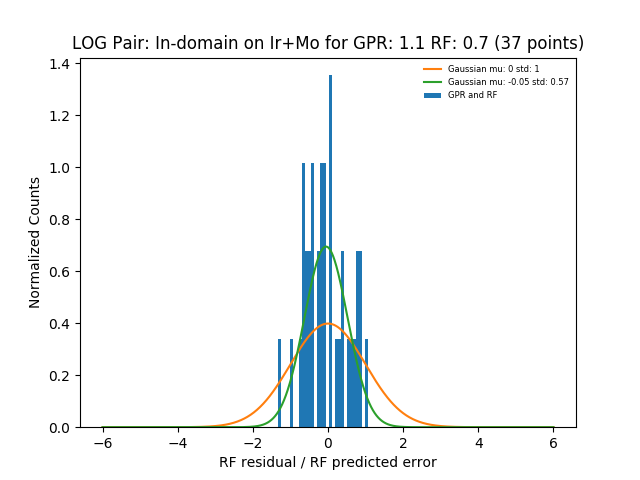 LOG Pair: In-domain on Ir+Mo for GPR: 1.1 RF: 0.7 (37 points)
Gaussian mu: 0 std: 1
Gaussian mu: -0.05 std: 0.57
GPR and RF
Normalized Counts
1.4
1.2
1.0
0.8
0.6
0.4
0.2
0.0
−6 −4 −2 0 2 4 6
RF residual / RF predicted error